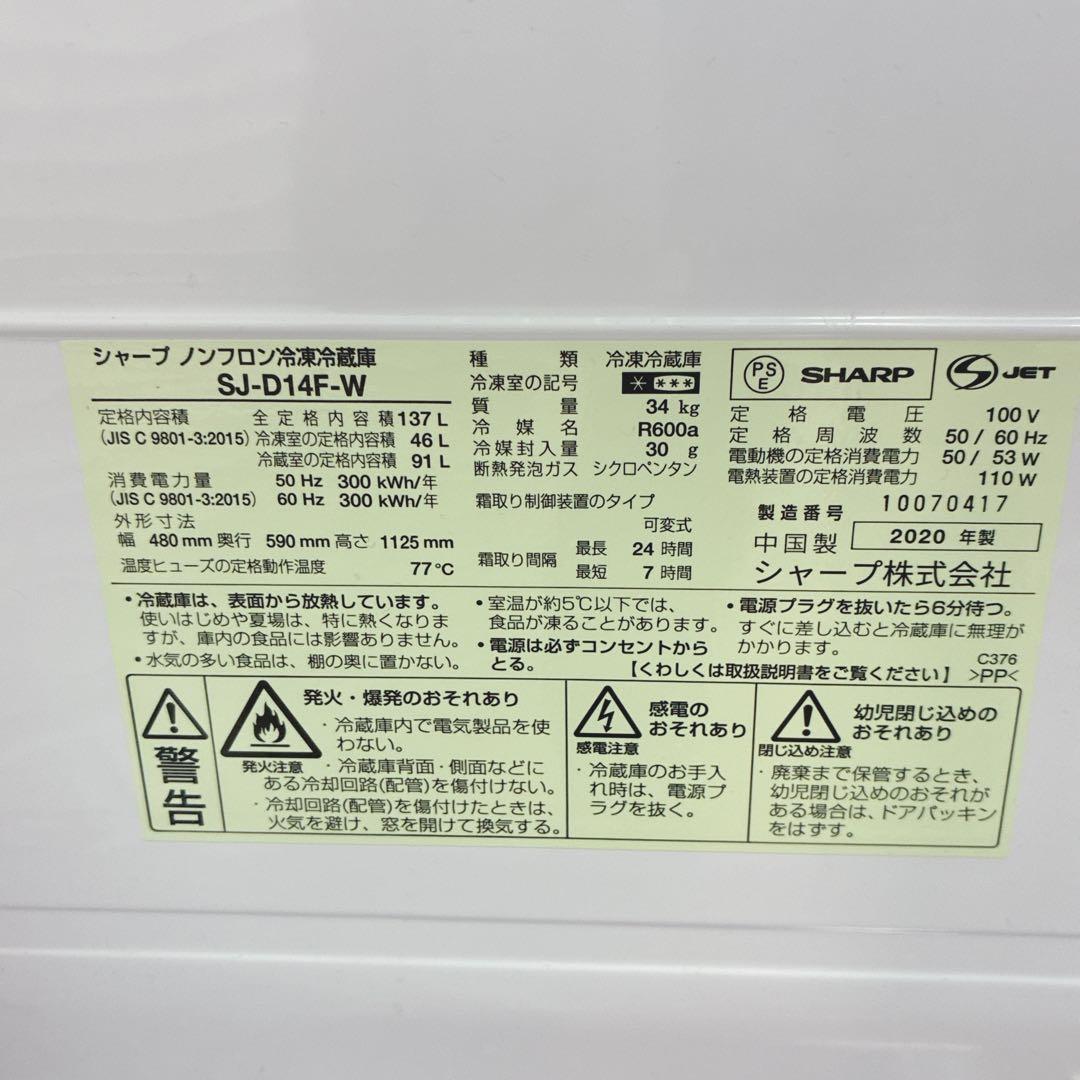 シャープ ノンフロン冷凍冷蔵庫
SJ-D14F-W
定格内容積 全定格内容積 137 L
(JIS C 9801-3:2015) 冷凍室の定格内容積 46 L
冷蔵室の定格内容積 91 L
消費電力量 50 Hz 300 kWh/年
(JIS C 9801-3:2015) 60 Hz 300 kWh/年
外形寸法
幅 480 mm 奥行 590 mm 高さ 1125 mm
温度ヒューズの定格動作温度 77℃
種類 冷凍冷蔵庫
冷凍室の記号 * ***
質量 34 kg
冷媒名 R600a
冷媒封入量 30 g
断熱発泡ガス シクロペンタン
霜取り制御装置のタイプ
可変式
霜取り間隔 最長 24 時間
最短 7 時間
PS E SHARP S JET
定格電圧 100 V
定格周波数 50 / 60 Hz
電動機の定格消費電力 50 / 53 W
電熱装置の定格消費電力 110 W
製造番号 10070417
中国製 2020 年製
シャープ株式会社
・冷蔵庫は、表面から放熱しています。
使いはじめや夏場は、特に熱くなりま
すが、庫内の食品には影響ありません。
・水気の多い食品は、棚の奥に置かない。
・室温が約5℃以下では、
食品が凍ることがあります。
・電源は必ずコンセントから
とる。
・電源プラグを抜いたら6分待つ。
すぐに差し込むと冷蔵庫に無理が
かかります。
C376
【くわしくは取扱説明書をご覧ください】 >PP<
警告
発火・爆発のおそれあり
発火注意
・冷蔵庫内で電気製品を使
わない。
・冷蔵庫背面・側面などに
ある冷却回路(配管)を傷付けない。
・冷却回路(配管)を傷付けたときは、
火気を避け、窓を開けて換気する。
感電の
おそれあり
感電注意
・冷蔵庫のお手入
れ時は、電源プ
ラグを抜く。
幼児閉じ込めの
おそれあり
閉じ込め注意
・廃棄まで保管するとき、
幼児閉じ込めのおそれが
ある場合は、ドアパッキン
をはずす。